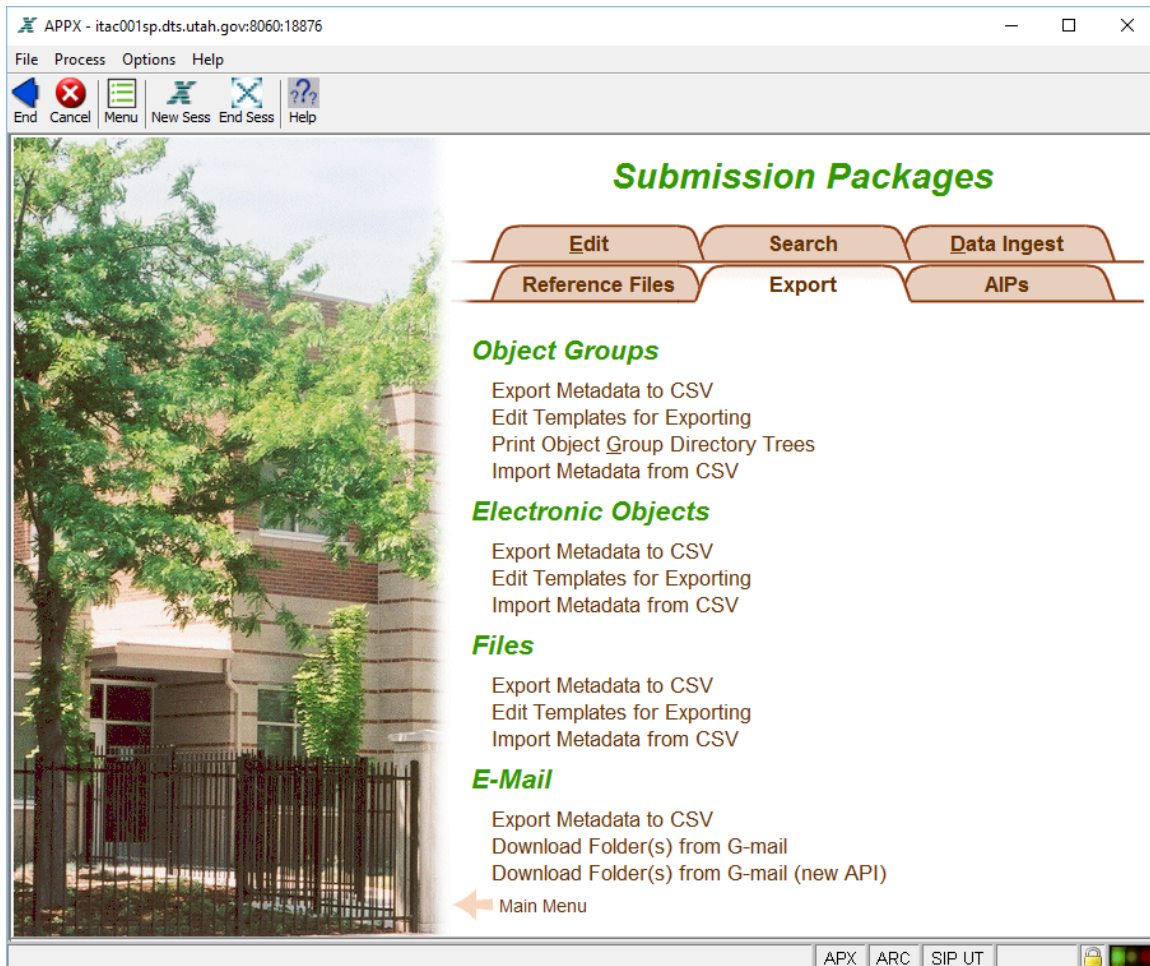 APPX - itac001sp.dts.utah.gov:8060:18876
File Process Options Help
End Cancel Menu New Sess End Sess Help
Submission Packages
Edit Search Data Ingest
Reference Files Export AIPs
Object Groups
Export Metadata to CSV
Edit Templates for Exporting
Print Object Group Directory Trees
Import Metadata from CSV
Electronic Objects
Export Metadata to CSV
Edit Templates for Exporting
Import Metadata from CSV
Files
Export Metadata to CSV
Edit Templates for Exporting
Import Metadata from CSV
E-Mail
Export Metadata to CSV
Download Folder(s) from G-mail
Download Folder(s) from G-mail (new API)
Main Menu
APX ARC SIP UT